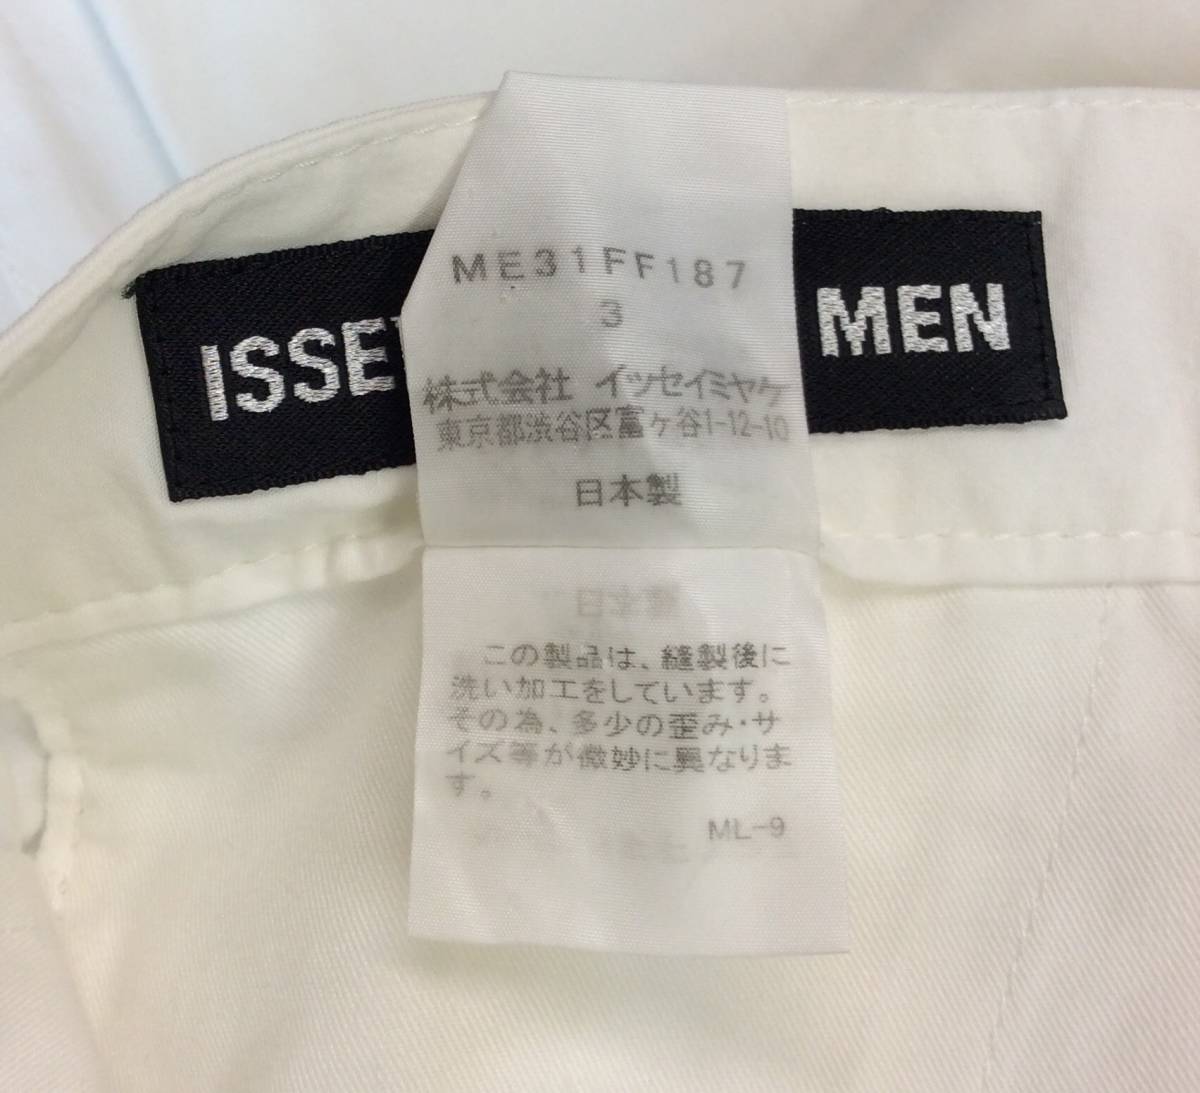 ISSE
MEN
ME31FF187
3
株式会社 イッセイミヤケ
東京都渋谷区富ヶ谷1-12-10
日本製
この製品は、縫製後に
洗い加工をしています。
その為、多少の歪み・サ
イズ等が微妙に異なりま
す。
ML-9